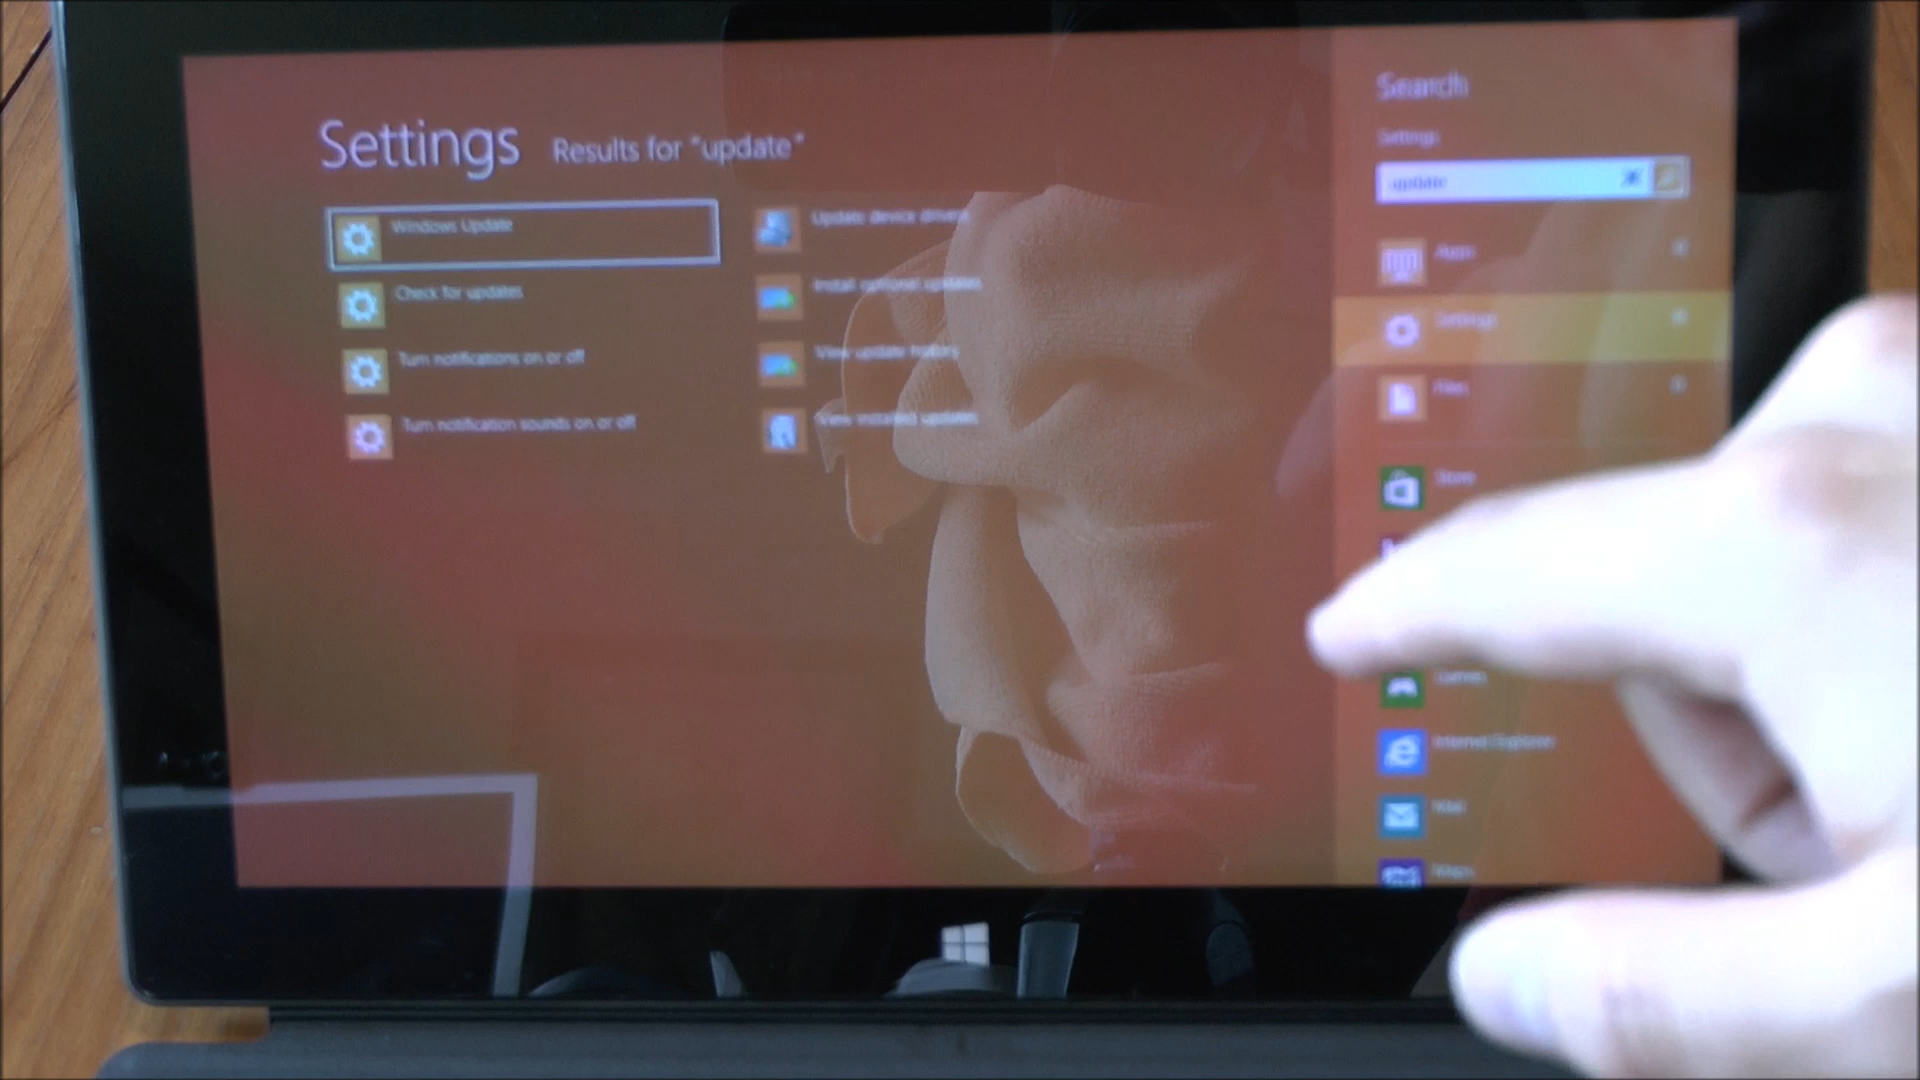 Settings Results for "update"
Windows Update
Check for updates
Turn notifications on or off
Turn notification sounds on or off
Update device drivers
Install optional updates
View update history
View installed updates
Search
Settings
update
Apps
Settings
Files
Store
Games
Internet Explorer
Mail
Maps